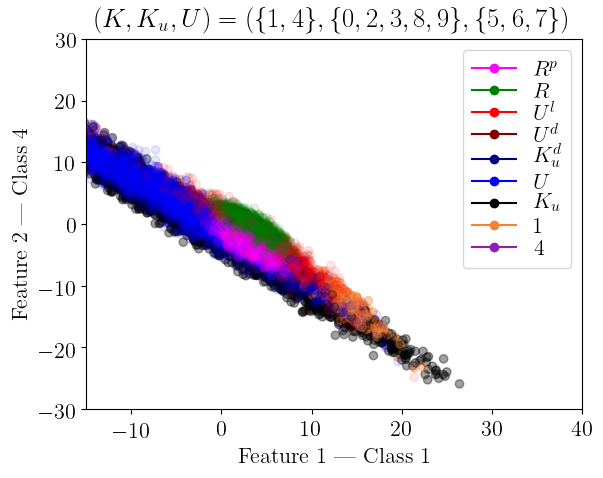 (K, K_u, U) = ({1, 4}, {0, 2, 3, 8, 9}, {5, 6, 7})
30
20
10
0
−10
−20
−30
−10
0
10
20
30
40
Feature 2 — Class 4
Feature 1 — Class 1
R^p
R
U^l
U^d
K_u^d
U
K_u
1
4